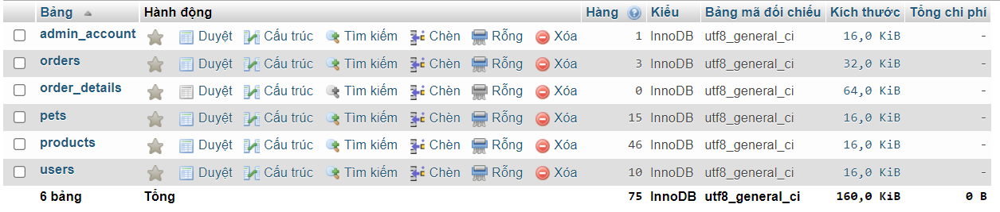 Bảng Hành động Hàng Kiểu Bảng mã đối chiếu Kích thước Tổng chi phí
admin_account Duyệt Cấu trúc Tìm kiếm Chèn Rỗng Xóa 1 InnoDB utf8_general_ci 16,0 KiB -
orders Duyệt Cấu trúc Tìm kiếm Chèn Rỗng Xóa 3 InnoDB utf8_general_ci 32,0 KiB -
order_details Duyệt Cấu trúc Tìm kiếm Chèn Rỗng Xóa 0 InnoDB utf8_general_ci 64,0 KiB -
pets Duyệt Cấu trúc Tìm kiếm Chèn Rỗng Xóa 15 InnoDB utf8_general_ci 16,0 KiB -
products Duyệt Cấu trúc Tìm kiếm Chèn Rỗng Xóa 46 InnoDB utf8_general_ci 16,0 KiB -
users Duyệt Cấu trúc Tìm kiếm Chèn Rỗng Xóa 10 InnoDB utf8_general_ci 16,0 KiB -
6 bảng Tổng 75 InnoDB utf8_general_ci 160,0 KiB 0 B